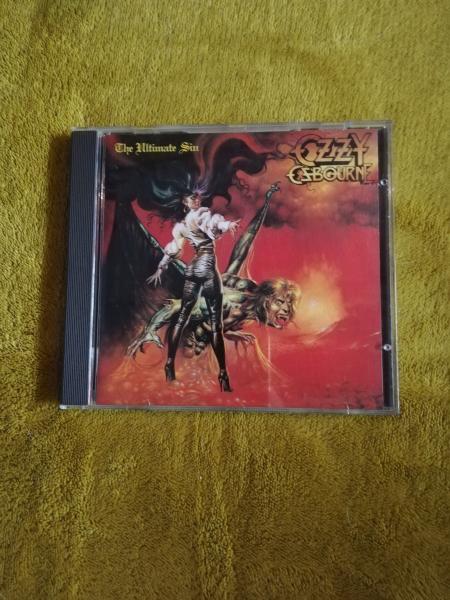 The Ultimate Sin
OZZY
OSBOURNE